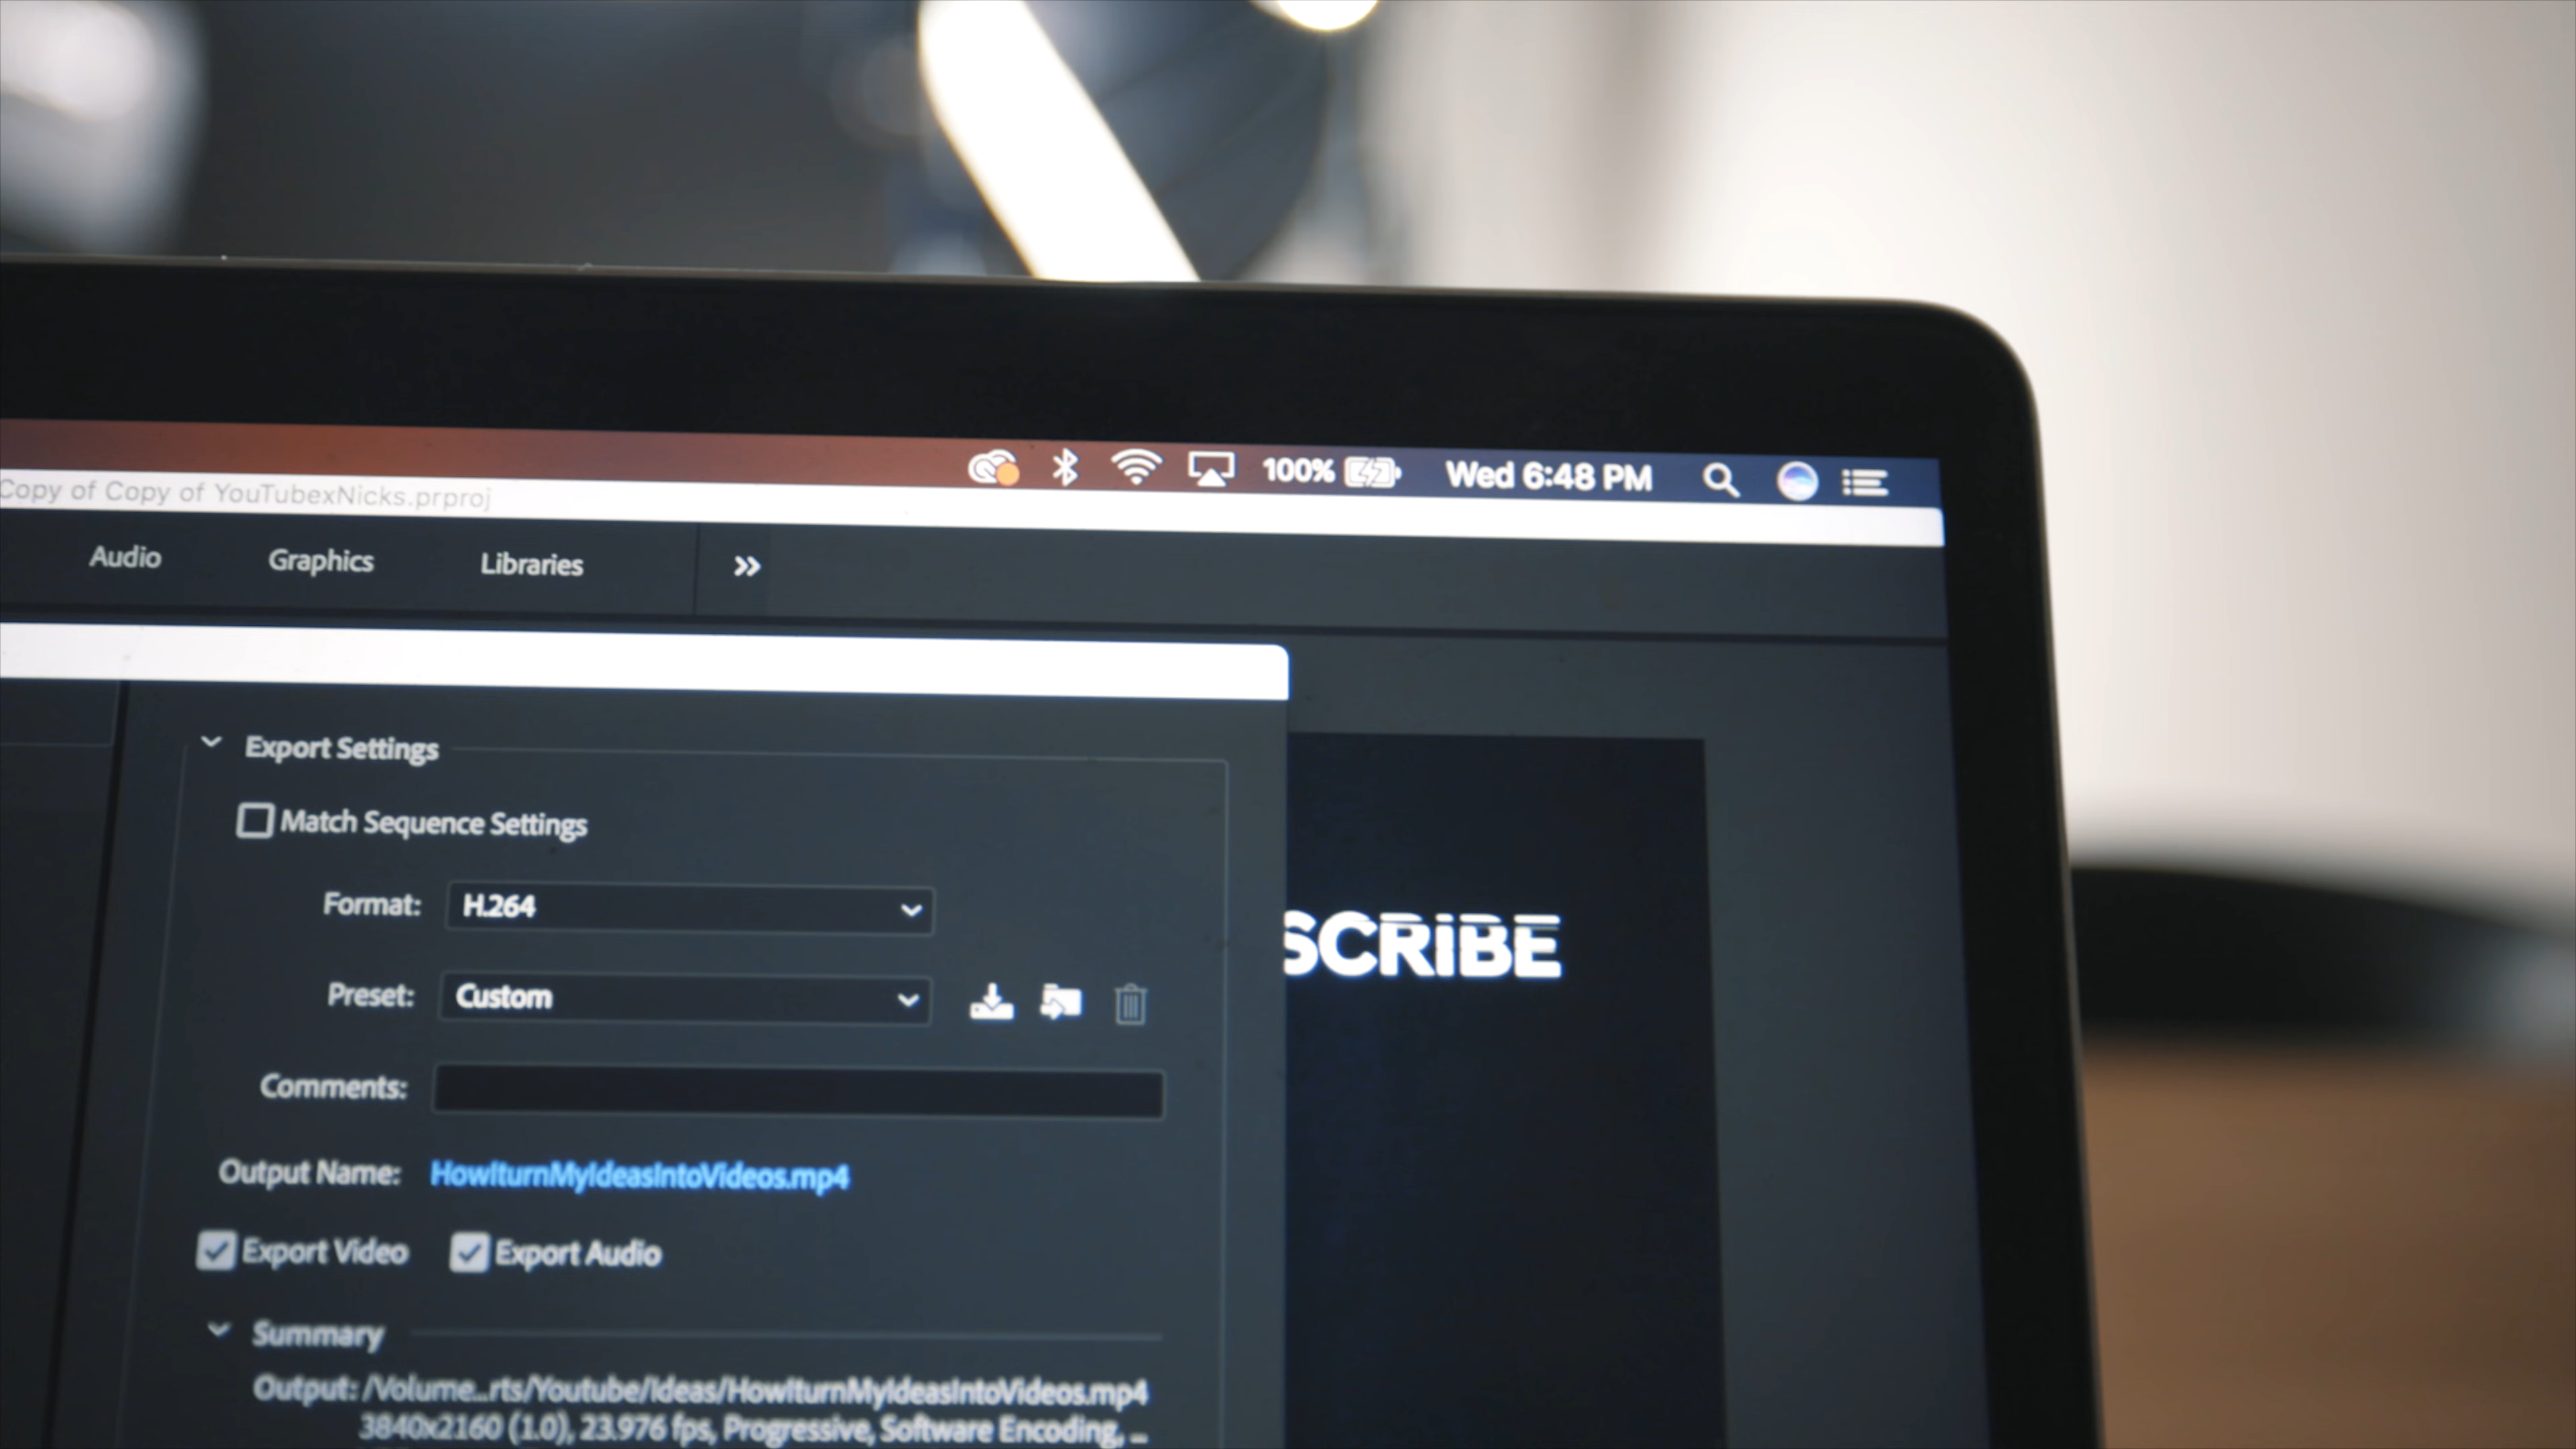 100% Wed 6:48 PM
Copy of Copy of YouTubexNicks.prproj
Audio Graphics Libraries »
Export Settings
Match Sequence Settings
Format: H.264
SCRiBE
Preset: Custom
Comments:
Output Name: HowIturnMyIdeasIntoVideos.mp4
Export Video Export Audio
Summary
Output: /Volume...rts/Youtube/Ideas/HowIturnMyIdeasIntoVideos.mp4
3840x2160 (1.0), 23.976 fps, Progressive, Software Encoding, ...